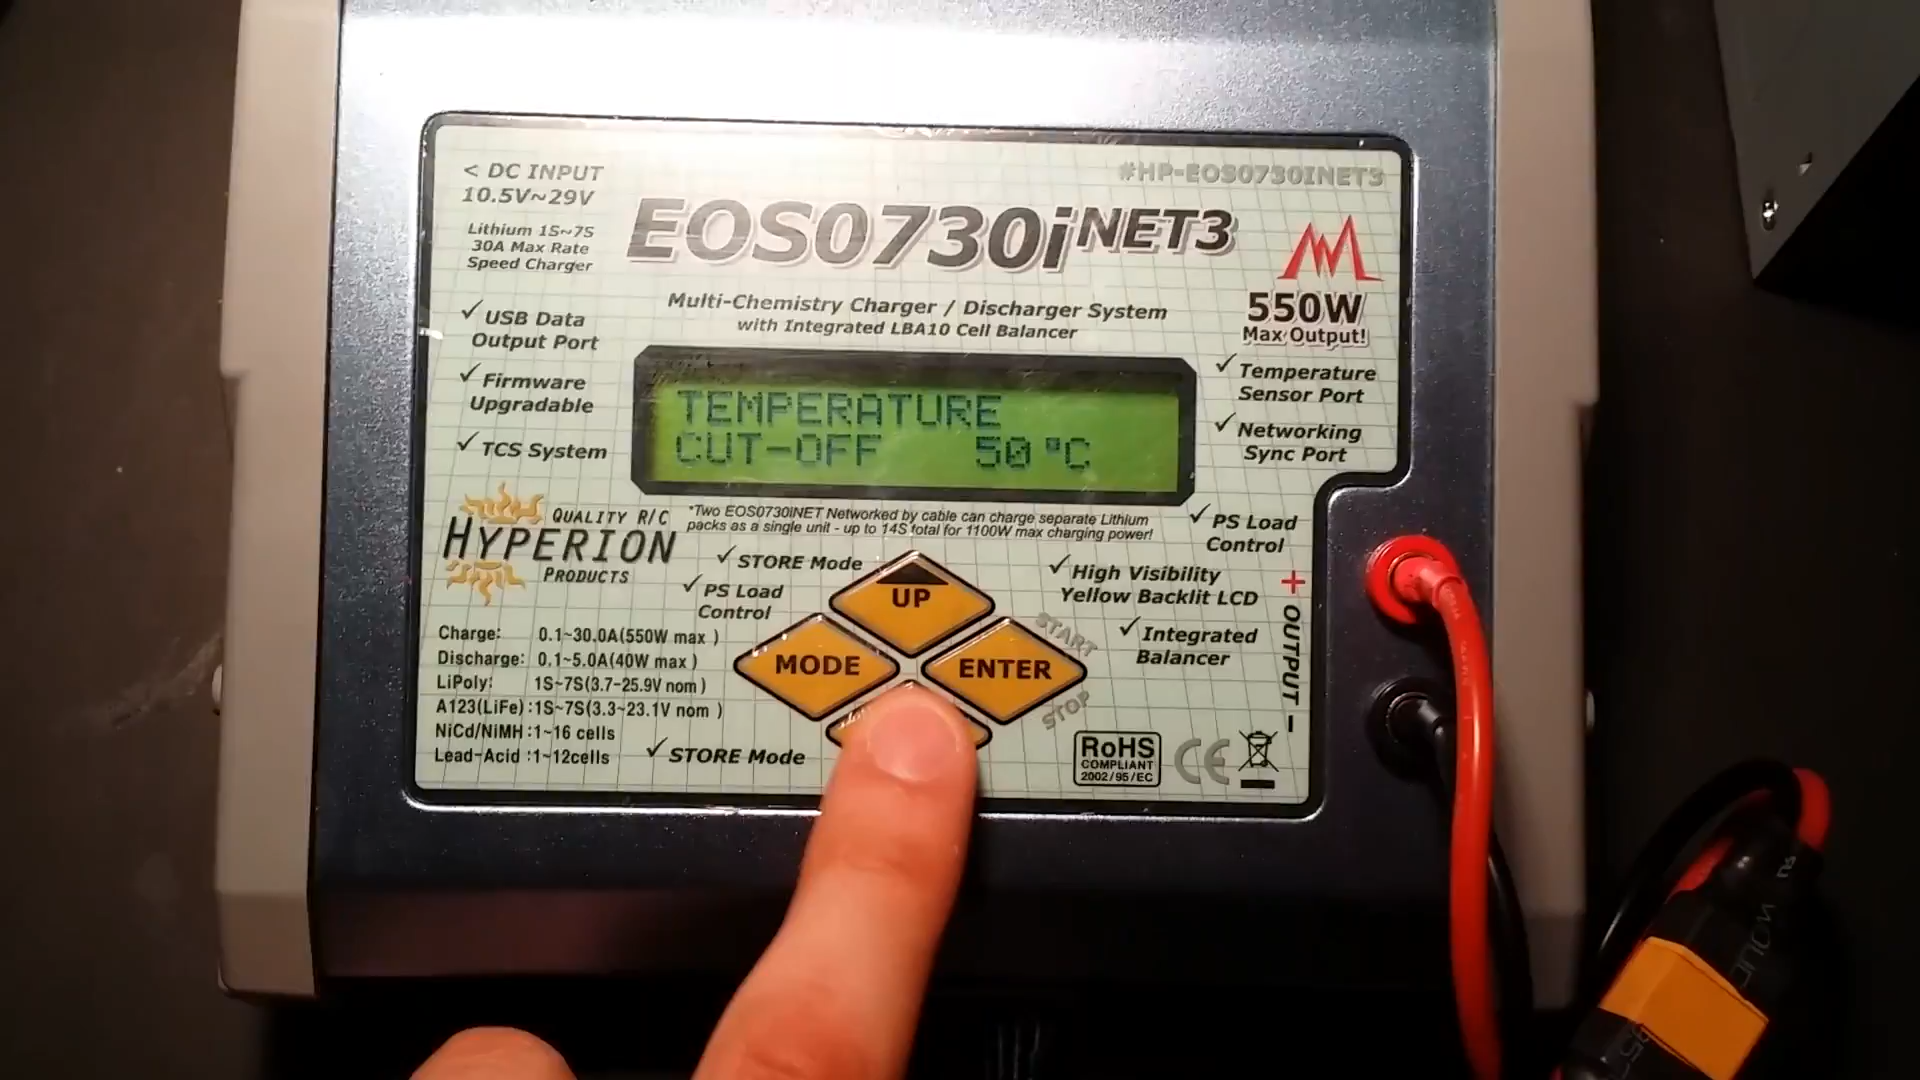 < DC INPUT
10.5V~29V
Lithium 1S~7S
30A Max Rate
Speed Charger
✓ USB Data
Output Port
✓ Firmware
Upgradable
✓ TCS System
#HP-EOS0730INET3
EOS0730iNET3
Multi-Chemistry Charger / Discharger System
with Integrated LBA10 Cell Balancer
550W
Max Output!
✓ Temperature
Sensor Port
✓ Networking
Sync Port
✓ PS Load
Control
TEMPERATURE
CUT-OFF 50°C
*Two EOS0730INET Networked by cable can charge separate Lithium
packs as a single unit - up to 14S total for 1100W max charging power!
QUALITY R/C
HYPERION
PRODUCTS
✓ STORE Mode
✓ PS Load
Control
✓ High Visibility
Yellow Backlit LCD
✓ Integrated
Balancer
UP
MODE
ENTER
START
STOP
+ OUTPUT -
Charge: 0.1~30.0A(550W max )
Discharge: 0.1~5.0A(40W max )
LiPoly: 1S~7S(3.7~25.9V nom )
A123(LiFe) :1S~7S(3.3~23.1V nom )
NiCd/NiMH :1~16 cells
Lead-Acid :1~12cells
✓ STORE Mode
RoHS
COMPLIANT
2002/95/EC
CE